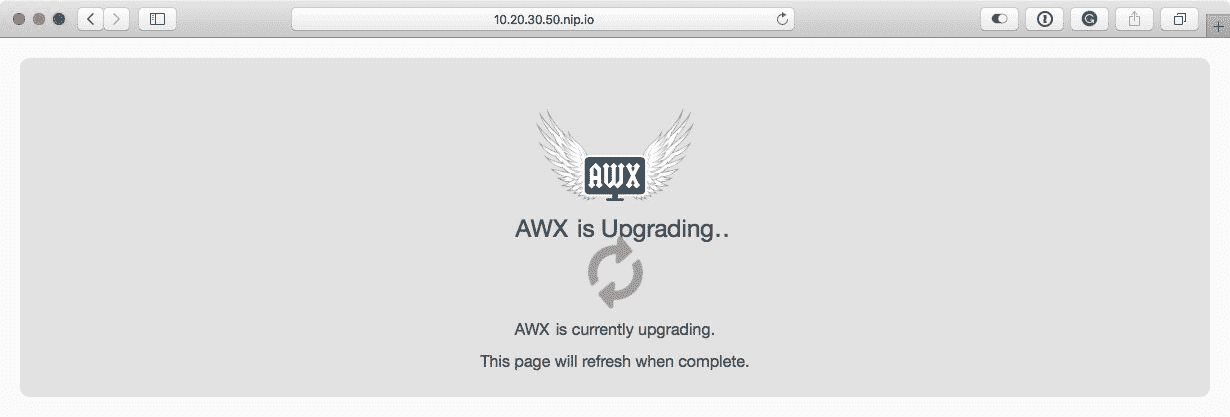 10.20.30.50.nip.io
AWX
AWX is Upgrading..
AWX is currently upgrading.
This page will refresh when complete.